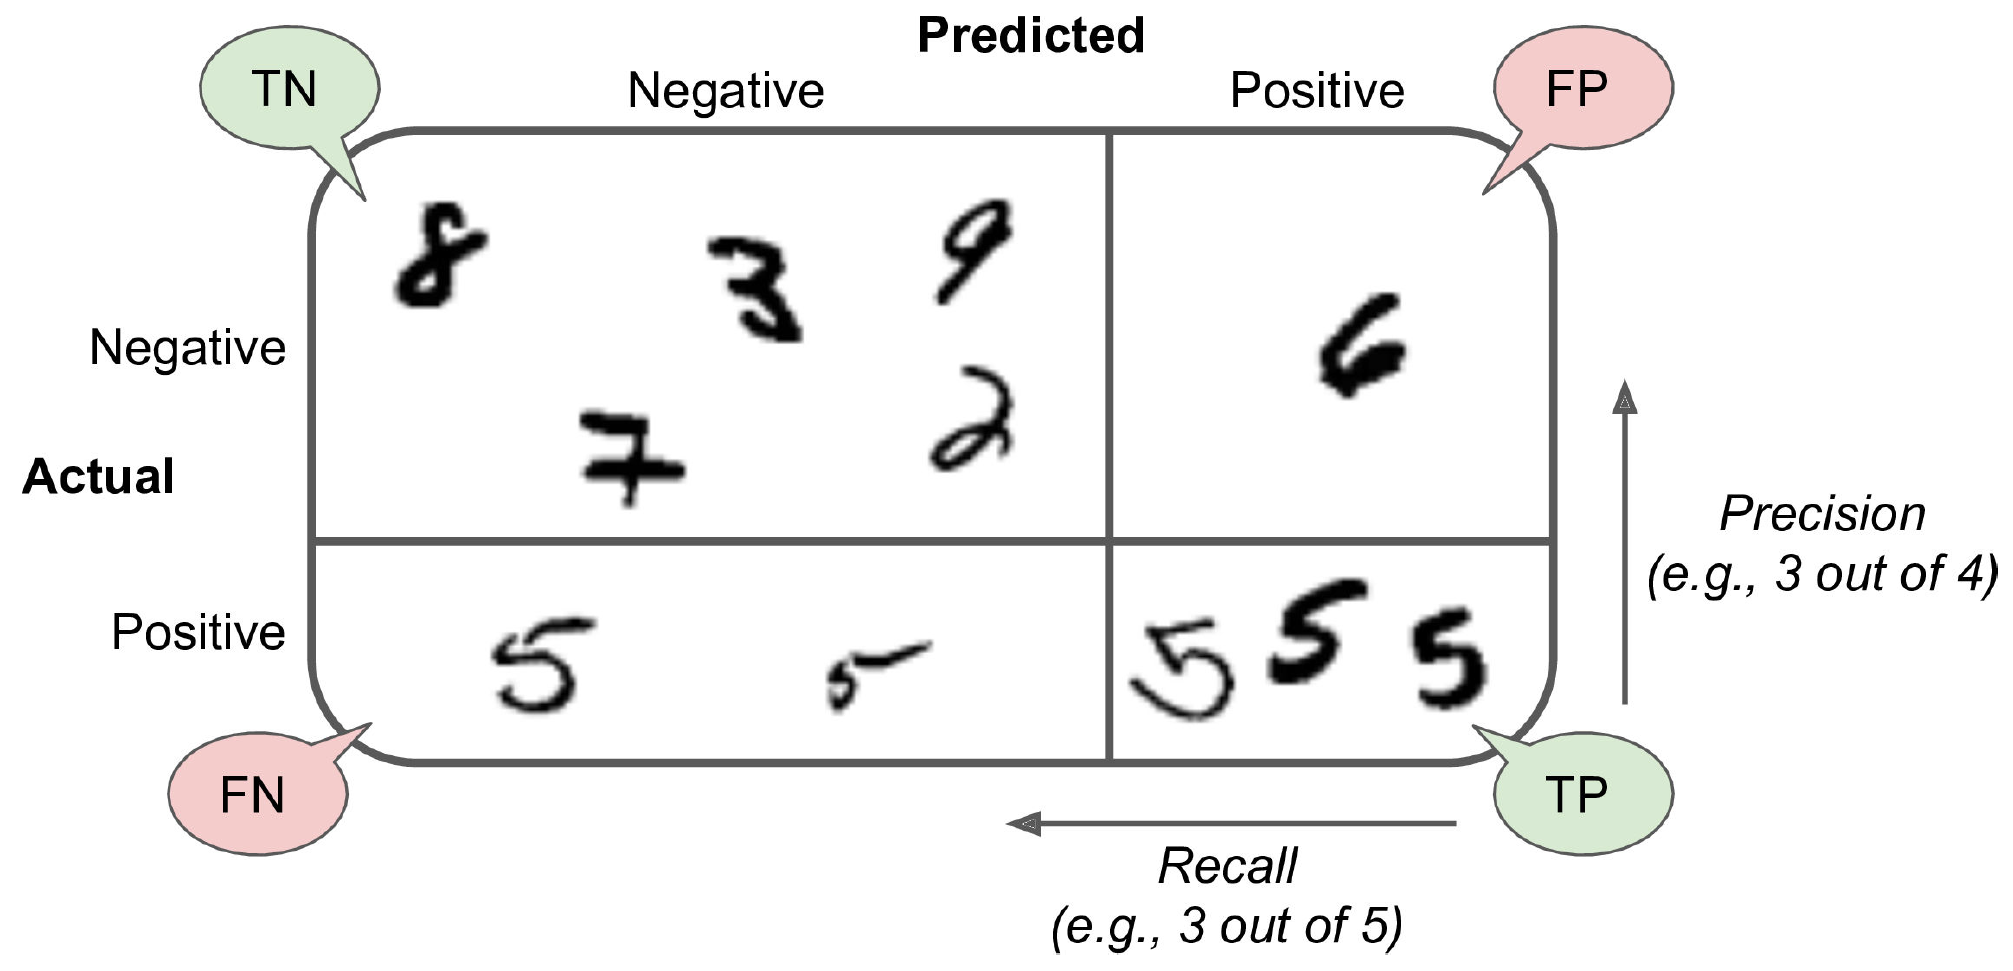 Predicted
TN
Negative
Positive
FP
8
3
9
6
Negative
7
2
Actual
Precision
(e.g., 3 out of 4)
Positive
5
5
5
5
5
FN
TP
Recall
(e.g., 3 out of 5)